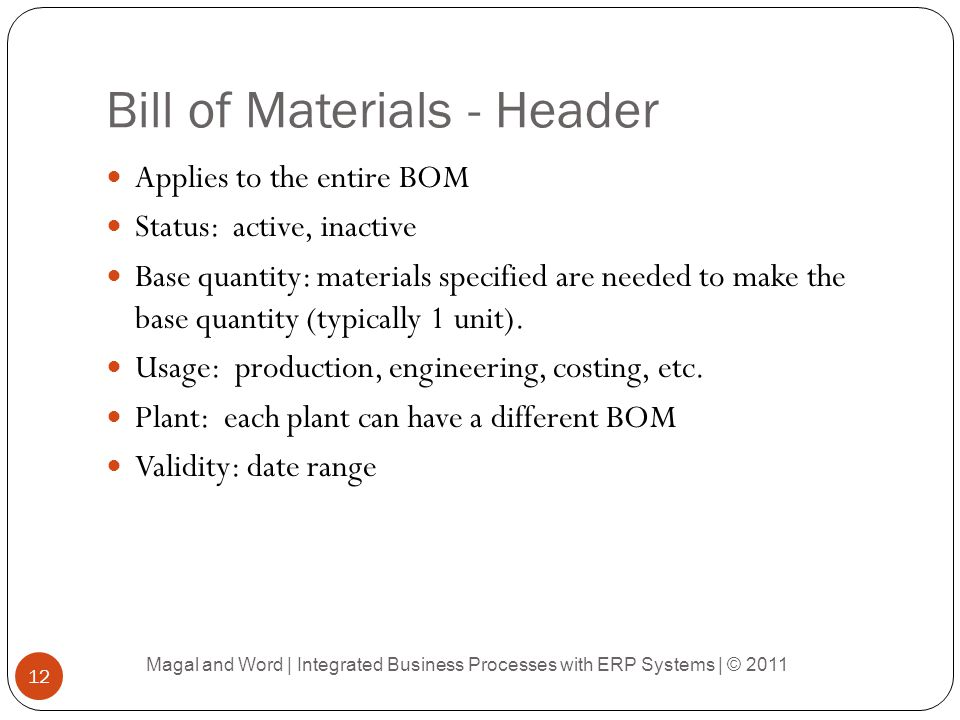 Bill of Materials - Header
Applies to the entire BOM
Status: active, inactive
Base quantity: materials specified are needed to make the
base quantity (typically 1 unit).
Usage: production, engineering, costing, etc.
Plant: each plant can have a different BOM
Validity: date range
Magal and Word | Integrated Business Processes with ERP Systems | © 2011
12